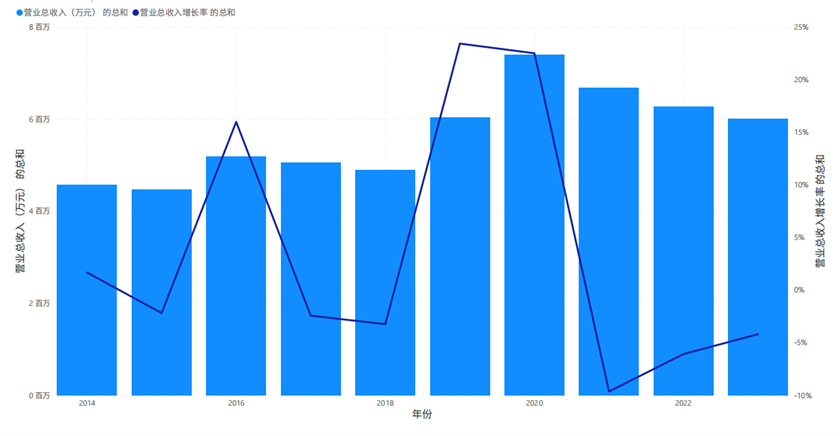 营业总收入（万元） 的总和 营业总收入增长率 的总和
8 百万
6 百万
4 百万
2 百万
0 百万
营业总收入（万元） 的总和
25%
20%
15%
10%
5%
0%
-5%
-10%
营业总收入增长率 的总和
2014 2016 2018 2020 2022
年份